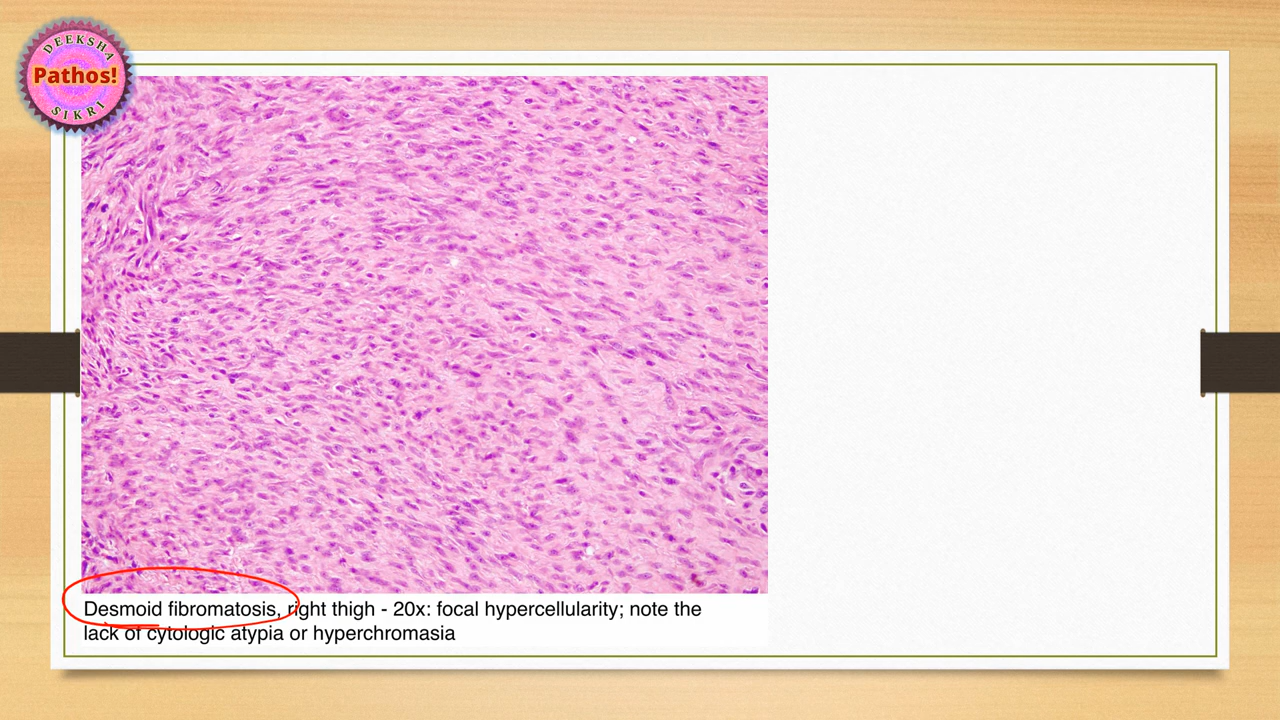 DEEKSHA
Pathos!
SIKRI
Desmoid fibromatosis, right thigh - 20x: focal hypercellularity; note the
lack of cytologic atypia or hyperchromasia